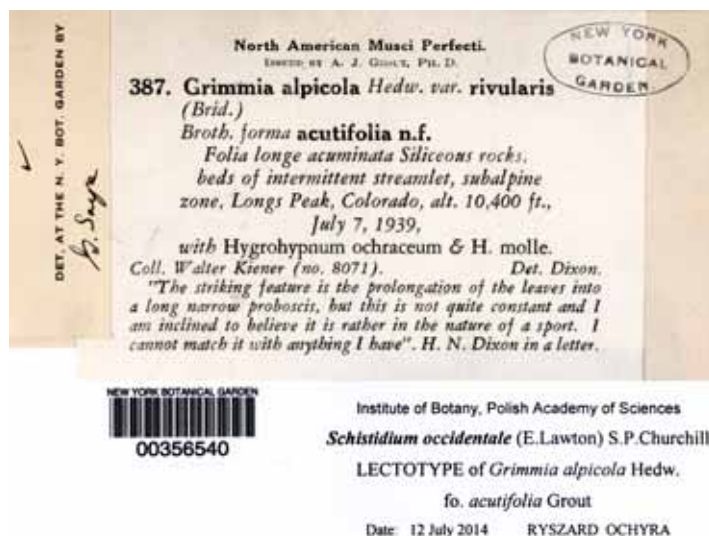 North American Musci Perfecti.
ISSUED BY A. J. GROUT, PH. D.
387. Grimmia alpicola Hedw. var. rivularis
(Brid.)
Broth. forma acutifolia n.f.
Folia longe acuminata Siliceous rocks,
beds of intermittent streamlet, subalpine
zone, Longs Peak, Colorado, alt. 10,400 ft.,
July 7, 1939,
with Hygrohypnum ochraceum & H. molle.
Coll. Walter Kiener (no. 8071). Det. Dixon.
"The striking feature is the prolongation of the leaves into
a long narrow proboscis, but this is not quite constant and I
am inclined to believe it is rather in the nature of a sport. I
cannot match it with anything I have". H. N. Dixon in a letter.
NEW YORK
BOTANICAL
GARDEN
DET. AT THE N. Y. BOT. GARDEN BY
G. Sayre
NEW YORK BOTANICAL GARDEN
00356540
Institute of Botany, Polish Academy of Sciences
Schistidium occidentale (E.Lawton) S.P.Churchill
LECTOTYPE of Grimmia alpicola Hedw.
fo. acutifolia Grout
Date: 12 July 2014 RYSZARD OCHYRA